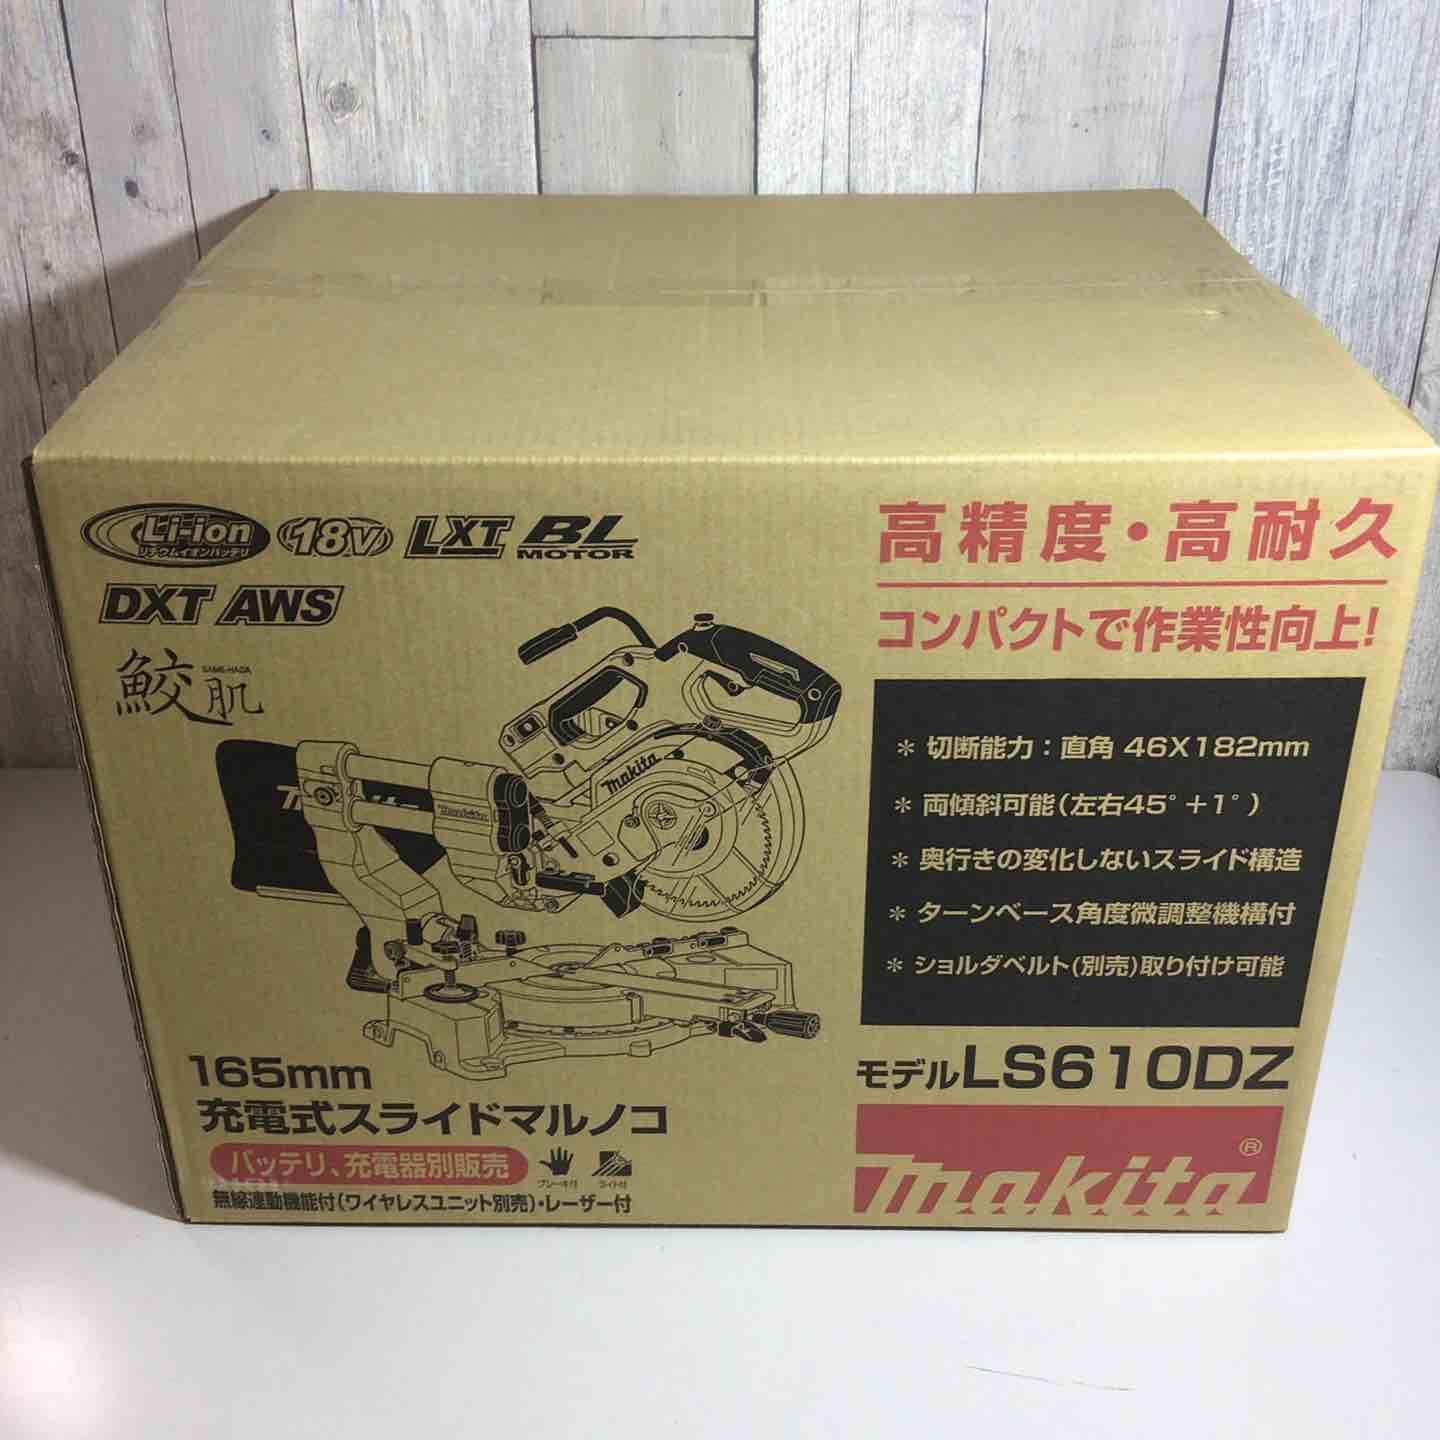 Li-ion
リチウムイオンバッテリ
18V
LXT
BL
MOTOR
DXT AWS
鮫肌
SAME-HADA
makita
Makita
165mm
充電式スライドマルノコ
バッテリ、充電器別販売
ブレーキ付
ライト付
無線連動機能付(ワイヤレスユニット別売)・レーザー付
高精度・高耐久
コンパクトで作業性向上!
* 切断能力：直角 46X182mm
* 両傾斜可能(左右45°+1°)
* 奥行きの変化しないスライド構造
* ターンベース角度微調整機構付
* ショルダベルト(別売)取り付け可能
モデルLS610DZ
makita®